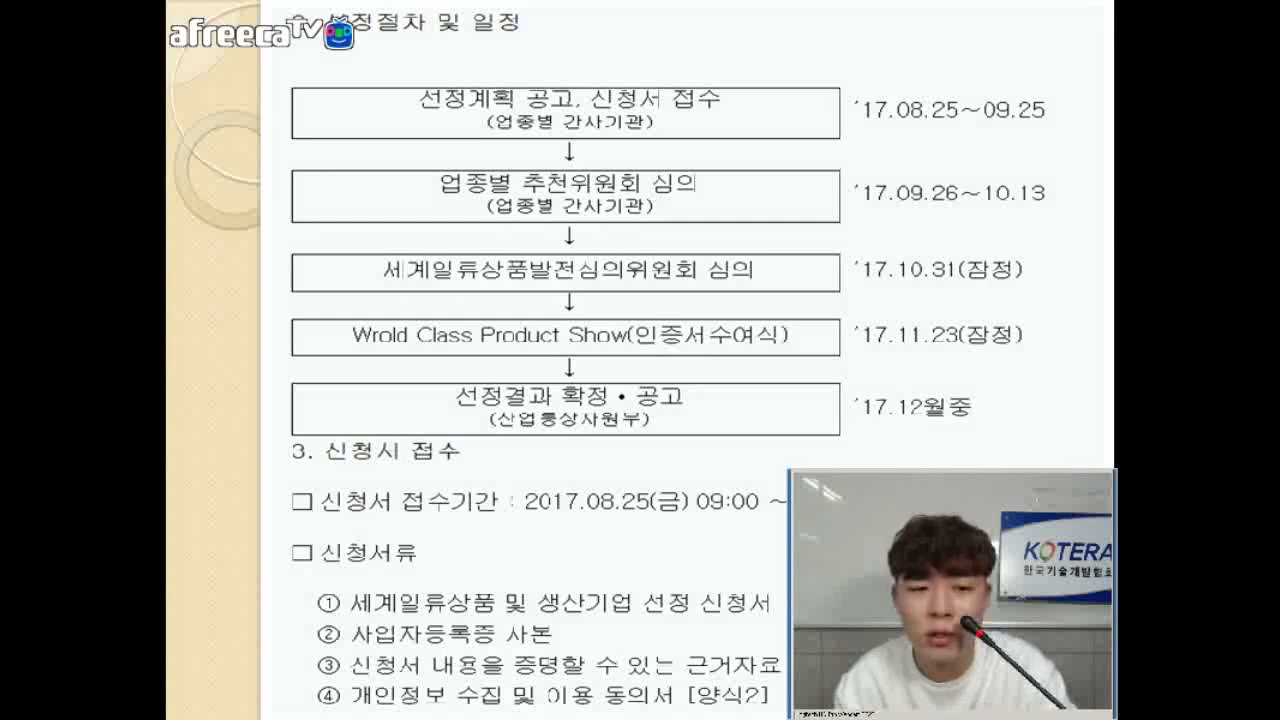 afreecaTV
정절차 및 일정
선정계획 공고, 신청서 접수 '17.08.25~09.25
(업종별 간사기관)
↓
업종별 추천위원회 심의 '17.09.26~10.13
(업종별 간사기관)
↓
세계일류상품발전심의위원회 심의 '17.10.31(잠정)
↓
Wrold Class Product Show(인증서수여식) '17.11.23(잠정)
↓
선정결과 확정•공고 '17.12월중
(산업통상자원부)
3. 신청시 접수
□ 신청서 접수기간 : 2017.08.25(금) 09:00 ~
□ 신청서류
① 세계일류상품 및 생산기업 선정 신청서
② 사업자등록증 사본
③ 신청서 내용을 증명할 수 있는 근거자료
④ 개인정보 수집 및 이용 동의서 [양식2]
KOTERA
한국기술개발협회